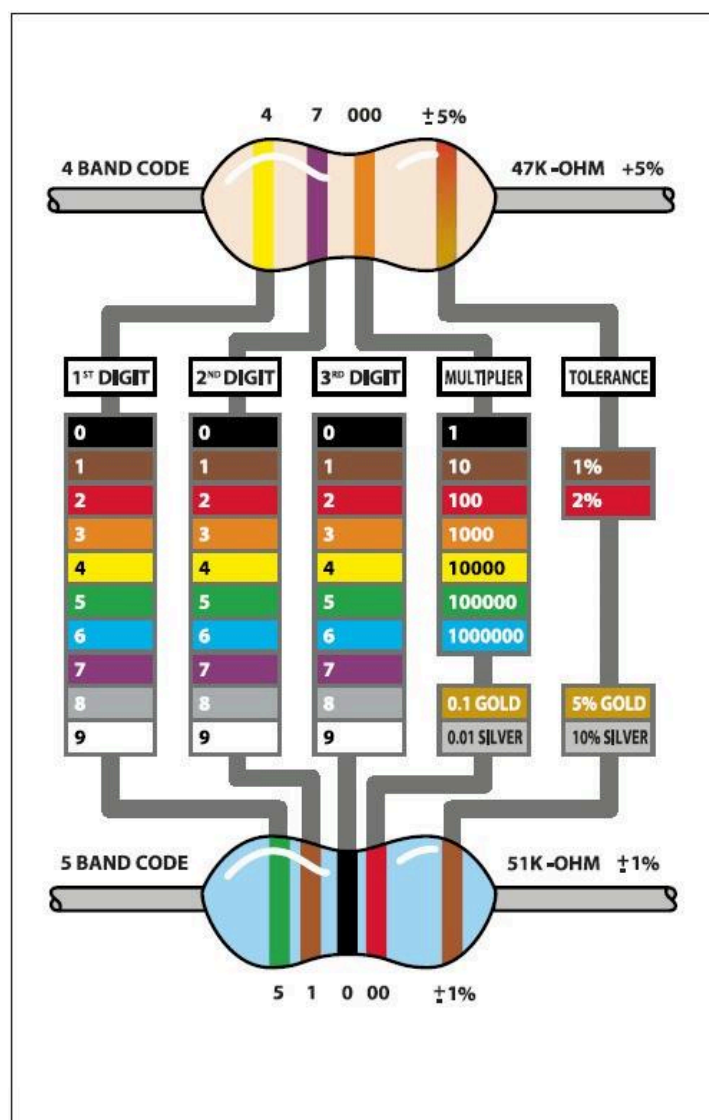 4 7 000 ±5%
4 BAND CODE 47K-OHM +5%
1ST DIGIT 2ND DIGIT 3RD DIGIT MULTIPLIER TOLERANCE
0 0 0 1
1 1 1 10 1%
2 2 2 100 2%
3 3 3 1000
4 4 4 10000
5 5 5 100000
6 6 6 1000000
7 7 7
8 8 8 0.1 GOLD 5% GOLD
9 9 9 0.01 SILVER 10% SILVER
5 BAND CODE 51K-OHM ±1%
5 1 0 00 ±1%